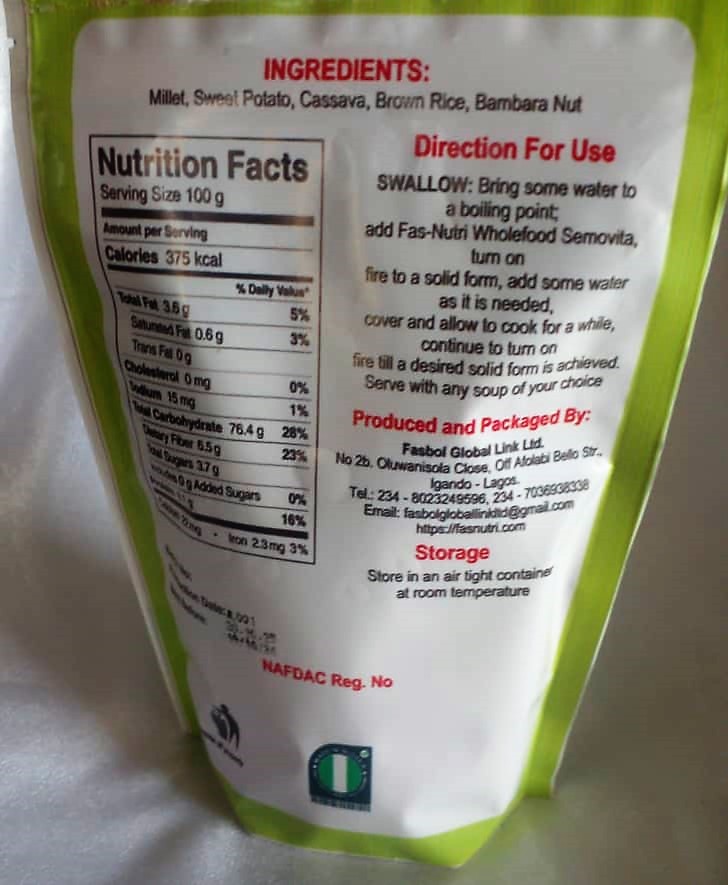 INGREDIENTS:
Millet, Sweet Potato, Cassava, Brown Rice, Bambara Nut
Nutrition Facts
Serving Size 100 g
Amount per Serving
Calories 375 kcal
% Daily Value*
Total Fat 3.6 g 5%
Saturated Fat 0.6 g 3%
Trans Fat 0 g
Cholesterol 0 mg 0%
Sodium 15 mg 1%
Total Carbohydrate 76.4 g 28%
Dietary Fiber 6.5 g 23%
Total Sugars 3.7 g
Includes 0 g Added Sugars 0%
16%
Iron 2.3 mg 3%
Direction For Use
SWALLOW: Bring some water to
a boiling point;
add Fas-Nutri Wholefood Semovita,
turn on
fire to a solid form, add some water
as it is needed,
cover and allow to cook for a while,
continue to turn on
fire till a desired solid form is achieved.
Serve with any soup of your choice
Produced and Packaged By:
Fasbol Global Link Ltd.
No 2b, Oluwanisola Close, Off Afolabi Bello Str.,
Igando - Lagos.
Tel.: 234 - 8023249596, 234 - 7036938338
Email: fasbolgloballinkltd@gmail.com
https://fasnutri.com
Storage
Store in an air tight container
at room temperature
NAFDAC Reg. No